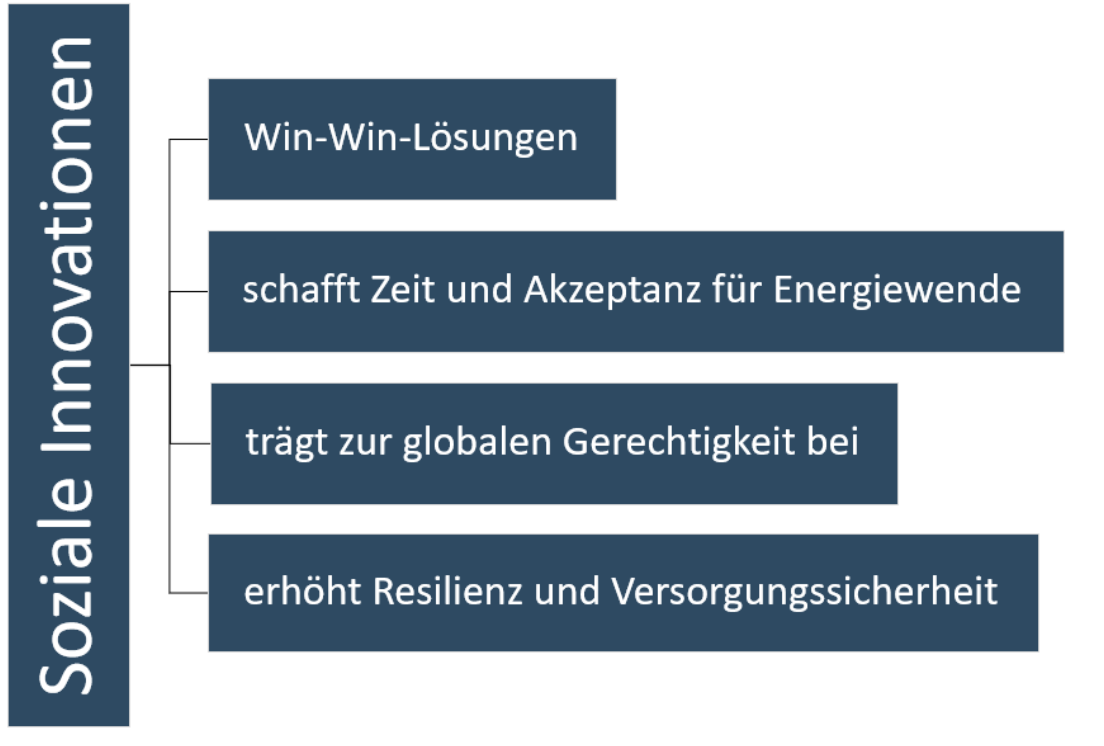 Soziale Innovationen
Win-Win-Lösungen
schafft Zeit und Akzeptanz für Energiewende
trägt zur globalen Gerechtigkeit bei
erhöht Resilienz und Versorgungssicherheit